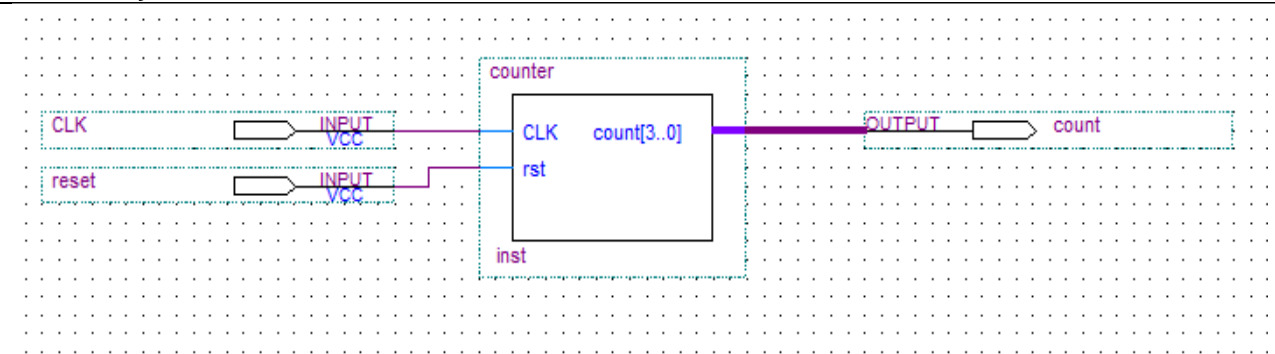 counter
CLK INPUT VCC
CLK count[3..0]
OUTPUT count
reset INPUT VCC
rst
inst